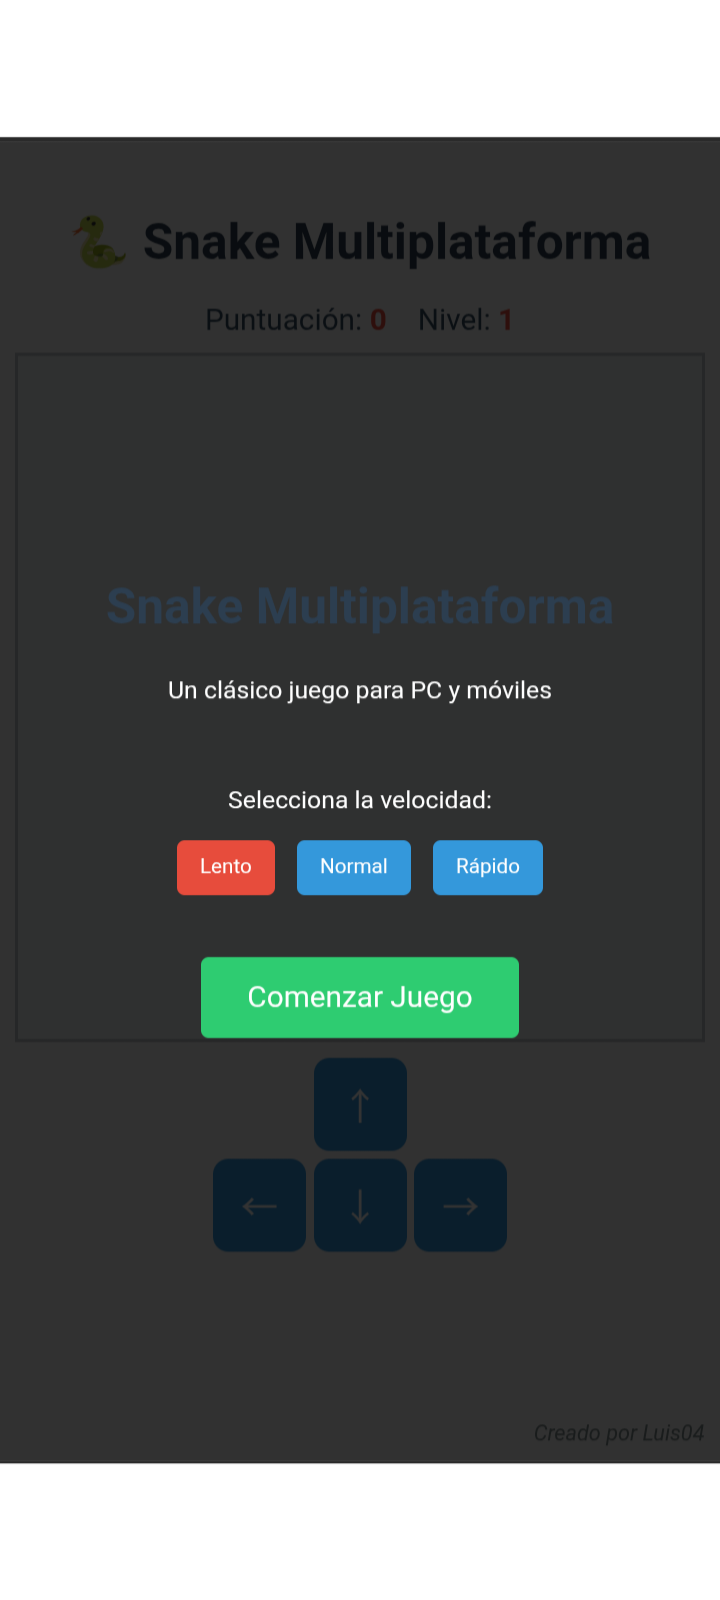 🐍 Snake Multiplataforma
Puntuación: 0 Nivel: 1
Snake Multiplataforma
Un clásico juego para PC y móviles
Selecciona la velocidad:
Lento Normal Rápido
Comenzar Juego
↑
← ↓ →
Creado por Luis04